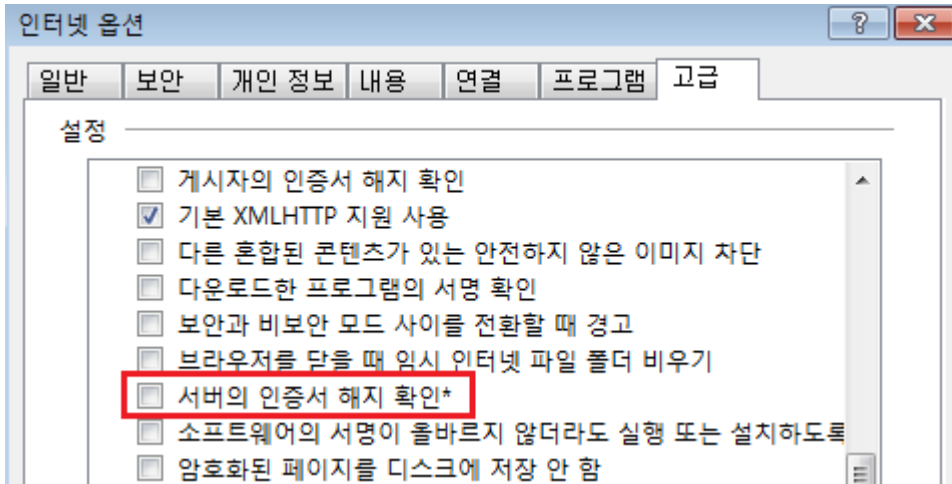 인터넷 옵션
일반 보안 개인 정보 내용 연결 프로그램 고급
설정
게시자의 인증서 해지 확인
기본 XMLHTTP 지원 사용
다른 혼합된 콘텐츠가 있는 안전하지 않은 이미지 차단
다운로드한 프로그램의 서명 확인
보안과 비보안 모드 사이를 전환할 때 경고
브라우저를 닫을 때 임시 인터넷 파일 폴더 비우기
서버의 인증서 해지 확인*
소프트웨어의 서명이 올바르지 않더라도 실행 또는 설치하도록
암호화된 페이지를 디스크에 저장 안 함